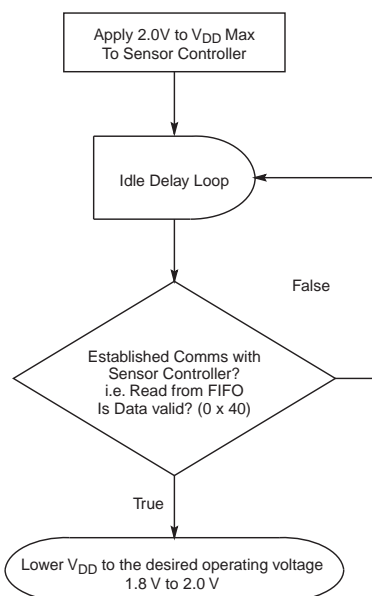 Apply 2.0V to VDD Max
To Sensor Controller
Idle Delay Loop
False
Established Comms with
Sensor Controller?
i.e. Read from FIFO
Is Data valid? (0 x 40)
True
Lower VDD to the desired operating voltage
1.8 V to 2.0 V